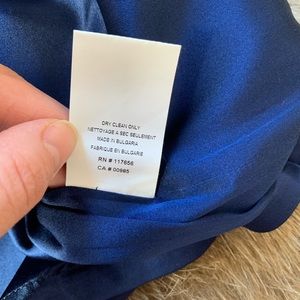 DRY CLEAN ONLY
NETTOYAGE A SEC SEULEMENT
MADE IN BULGARIA
FABRIQUE EN BULGARIE
RN # 117656
CA # 00985